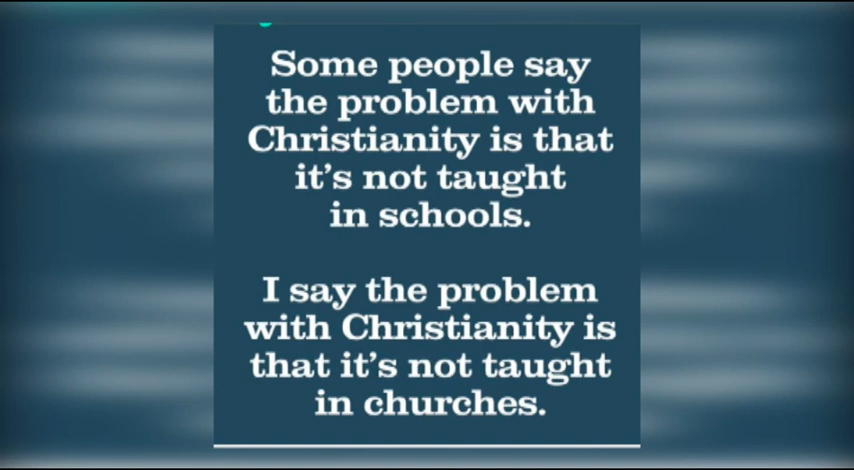 Some people say
the problem with
Christianity is that
it's not taught
in schools.
I say the problem
with Christianity is
that it's not taught
in churches.